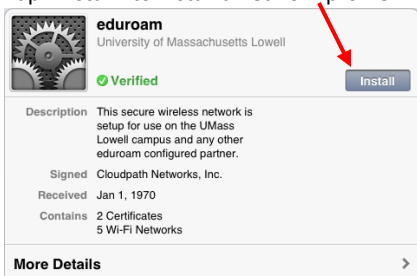 eduroam
University of Massachusetts Lowell
Verified
Install
Description This secure wireless network is
setup for use on the UMass
Lowell campus and any other
eduroam configured partner.
Signed Cloudpath Networks, Inc.
Received Jan 1, 1970
Contains 2 Certificates
5 Wi-Fi Networks
More Details